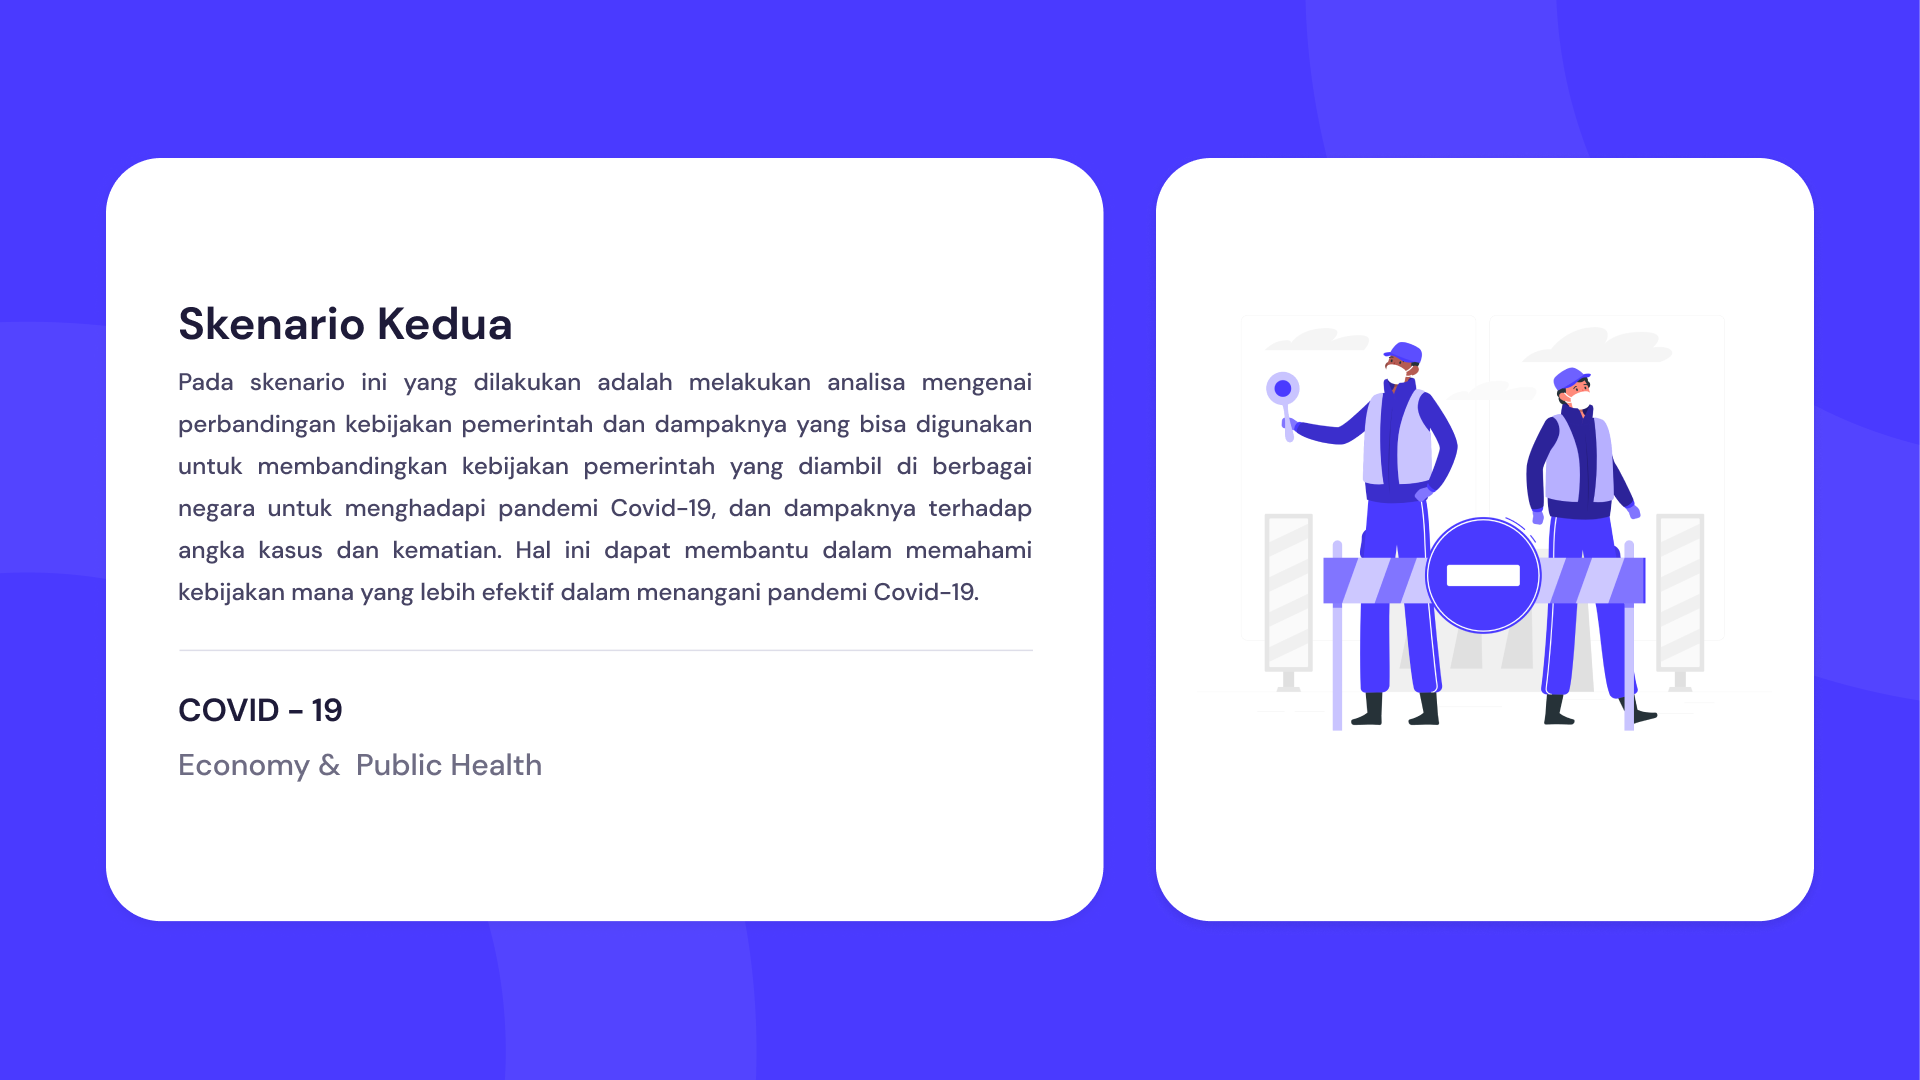 Skenario Kedua
Pada skenario ini yang dilakukan adalah melakukan analisa mengenai
perbandingan kebijakan pemerintah dan dampaknya yang bisa digunakan
untuk membandingkan kebijakan pemerintah yang diambil di berbagai
negara untuk menghadapi pandemi Covid-19, dan dampaknya terhadap
angka kasus dan kematian. Hal ini dapat membantu dalam memahami
kebijakan mana yang lebih efektif dalam menangani pandemi Covid-19.
COVID - 19
Economy &  Public Health